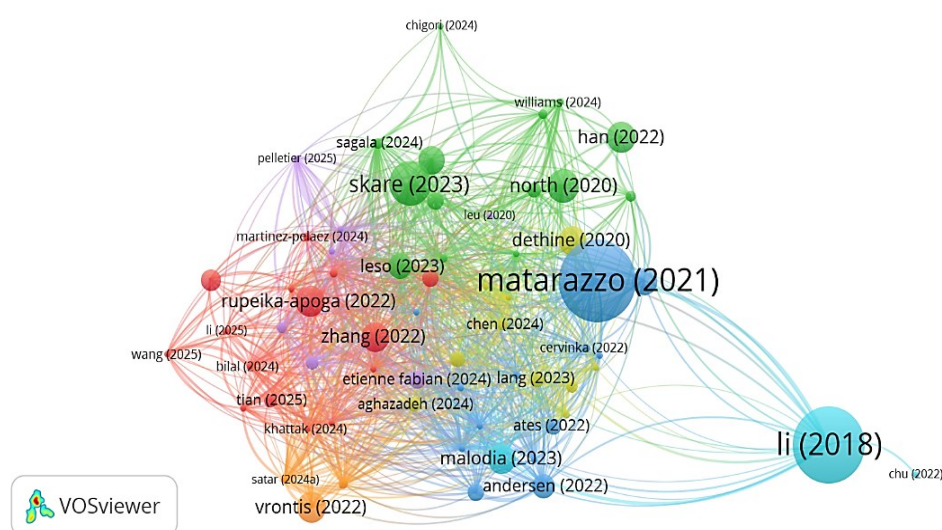 chigori (2024)
williams (2024)
han (2022)
sagala (2024)
pelletier (2025)
skare (2023)
north (2020)
leu (2020)
martinez-pelaez (2024)
dethine (2020)
leso (2023)
matarazzo (2021)
rupeika-apoga (2022)
li (2025)
zhang (2022)
chen (2024)
wang (2025)
cervinka (2022)
bilal (2024)
etienne fabian (2024)
lang (2023)
tian (2025)
aghazadeh (2024)
khattak (2024)
ates (2022)
li (2018)
malodia (2023)
chu (2022)
satar (2024a)
andersen (2022)
vrontis (2022)
VOSviewer